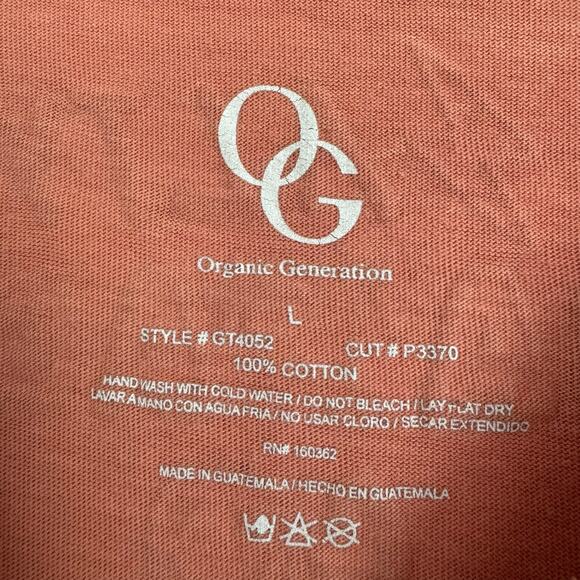 OG
Organic Generation
L
STYLE # GT4052 CUT # P3370
100% COTTON
HAND WASH WITH COLD WATER / DO NOT BLEACH / LAY FLAT DRY
LAVAR A MANO CON AGUA FRIA / NO USAR CLORO / SECAR EXTENDIDO
RN# 160362
MADE IN GUATEMALA / HECHO EN GUATEMALA